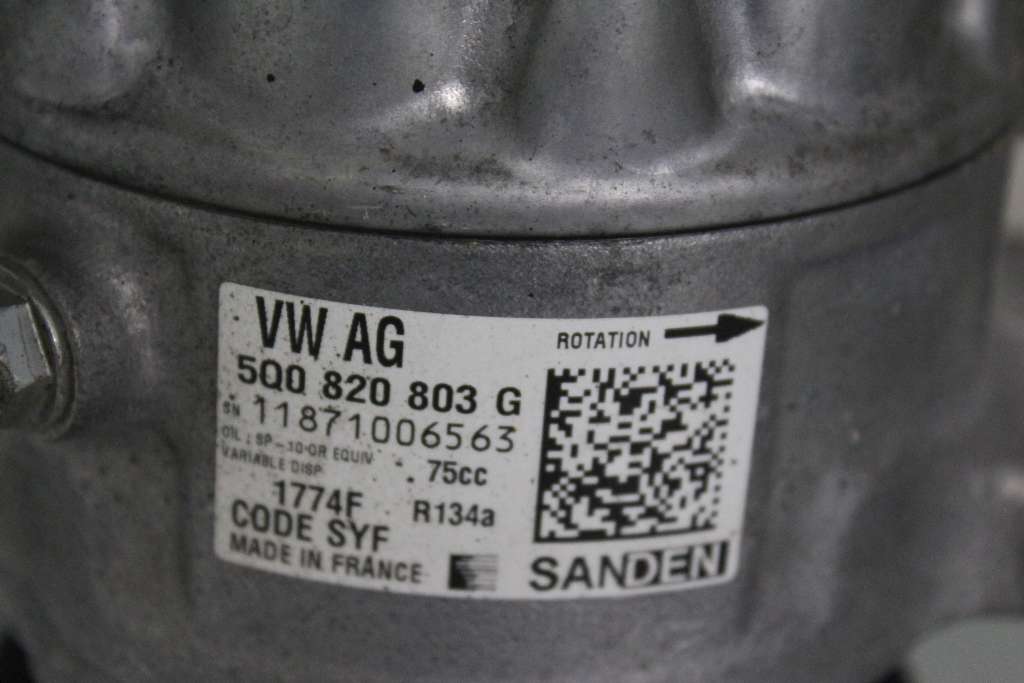 VW AG
ROTATION
5Q0 820 803 G
SN 11871006563
OIL : SP-10 OR EQUIV. 75cc
VARIABLE DISP.
1774F R134a
CODE SYF
MADE IN FRANCE
SANDEN